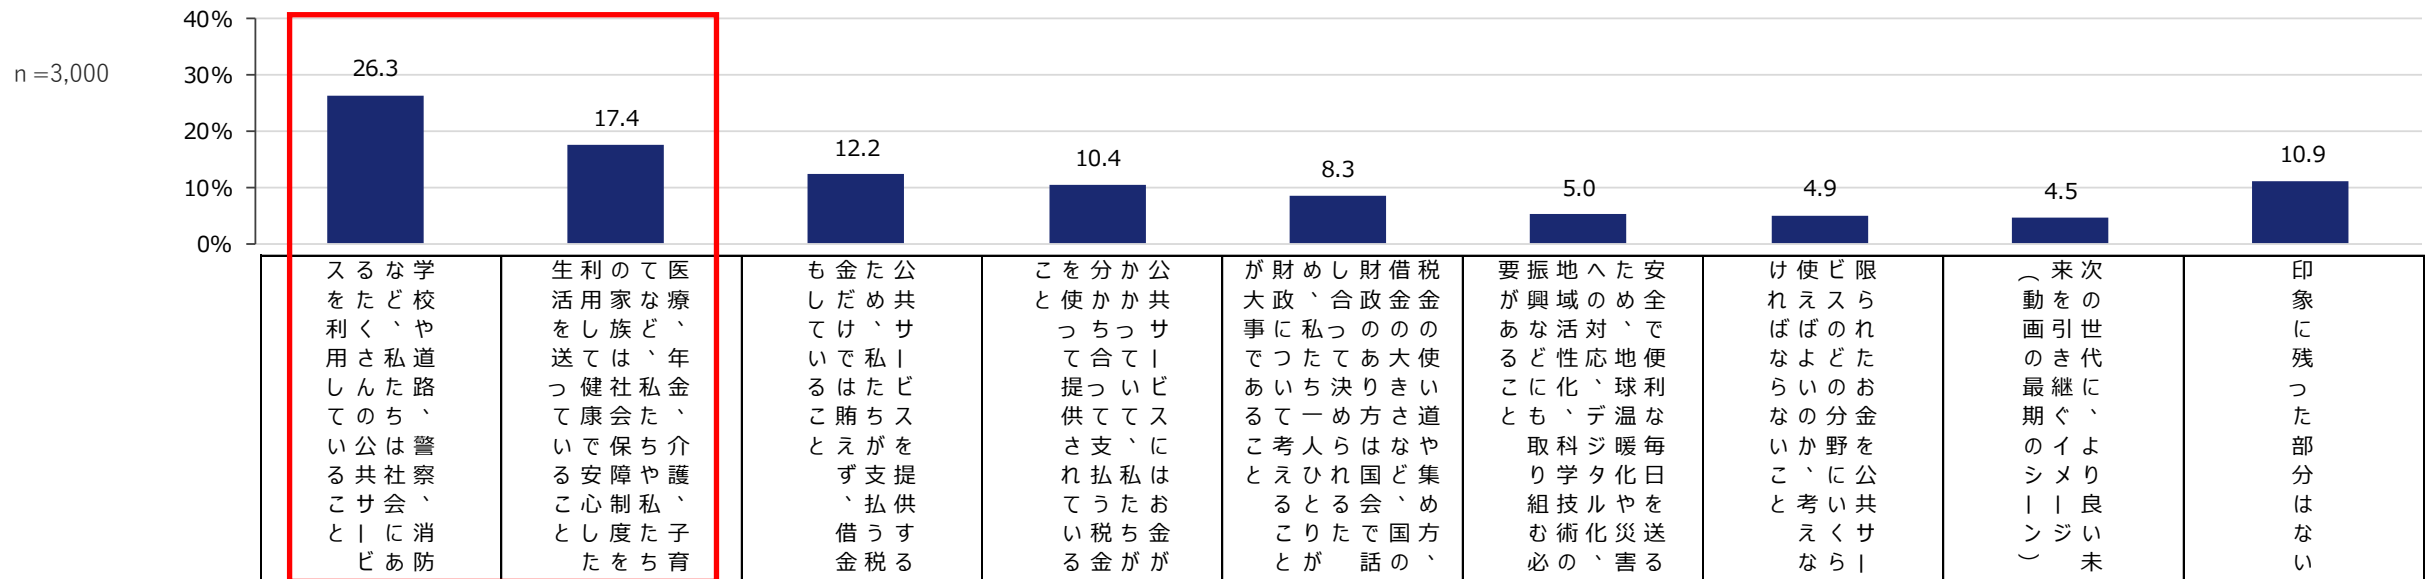 40%
n =3,000
30%
20%
10%
0%
26.3
17.4
12.2
10.4
8.3
5.0
4.9
4.5
10.9
学校や道路、警察、消防
など、私たちは社会にあ
るたくさんの公共サービ
スを利用していること
医療、年金、介護、子育
てなど、私たちや私たち
の家族は社会保障制度を
利用して健康で安心した
生活を送っていること
公共サービスを提供する
ため、私たちが支払う税
金だけでは賄えず、借金
もしていること
公共サービスにはお金が
かかっていて、私たちが
分かち合って支払う税金
を使って提供されている
こと
税金の使い道や集め方、
借金の大きさなど、国の
財政のあり方は国会で話
し合って決められるた
め、私たち一人ひとりが
財政について考えること
が大事であること
安全で便利な毎日を送る
ため、地球温暖化や災害
への対応、デジタル化、
地域活性化、科学技術の
振興などにも取り組む必
要があること
限られたお金を公共サー
ビスのどの分野にいくら
使えばよいのか、考えな
ければならないこと
次の世代に、より良い未
来を引き継ぐイメージ
（動画の最期のシーン）
印象に残った部分はない